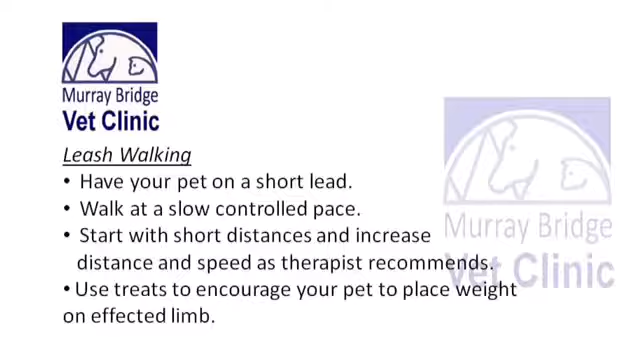 Murray Bridge
Vet Clinic
Leash Walking
• Have your pet on a short lead.
• Walk at a slow controlled pace.
• Start with short distances and increase
distance and speed as therapist recommends.
• Use treats to encourage your pet to place weight
on effected limb.
Murray Bridge
Vet Clinic